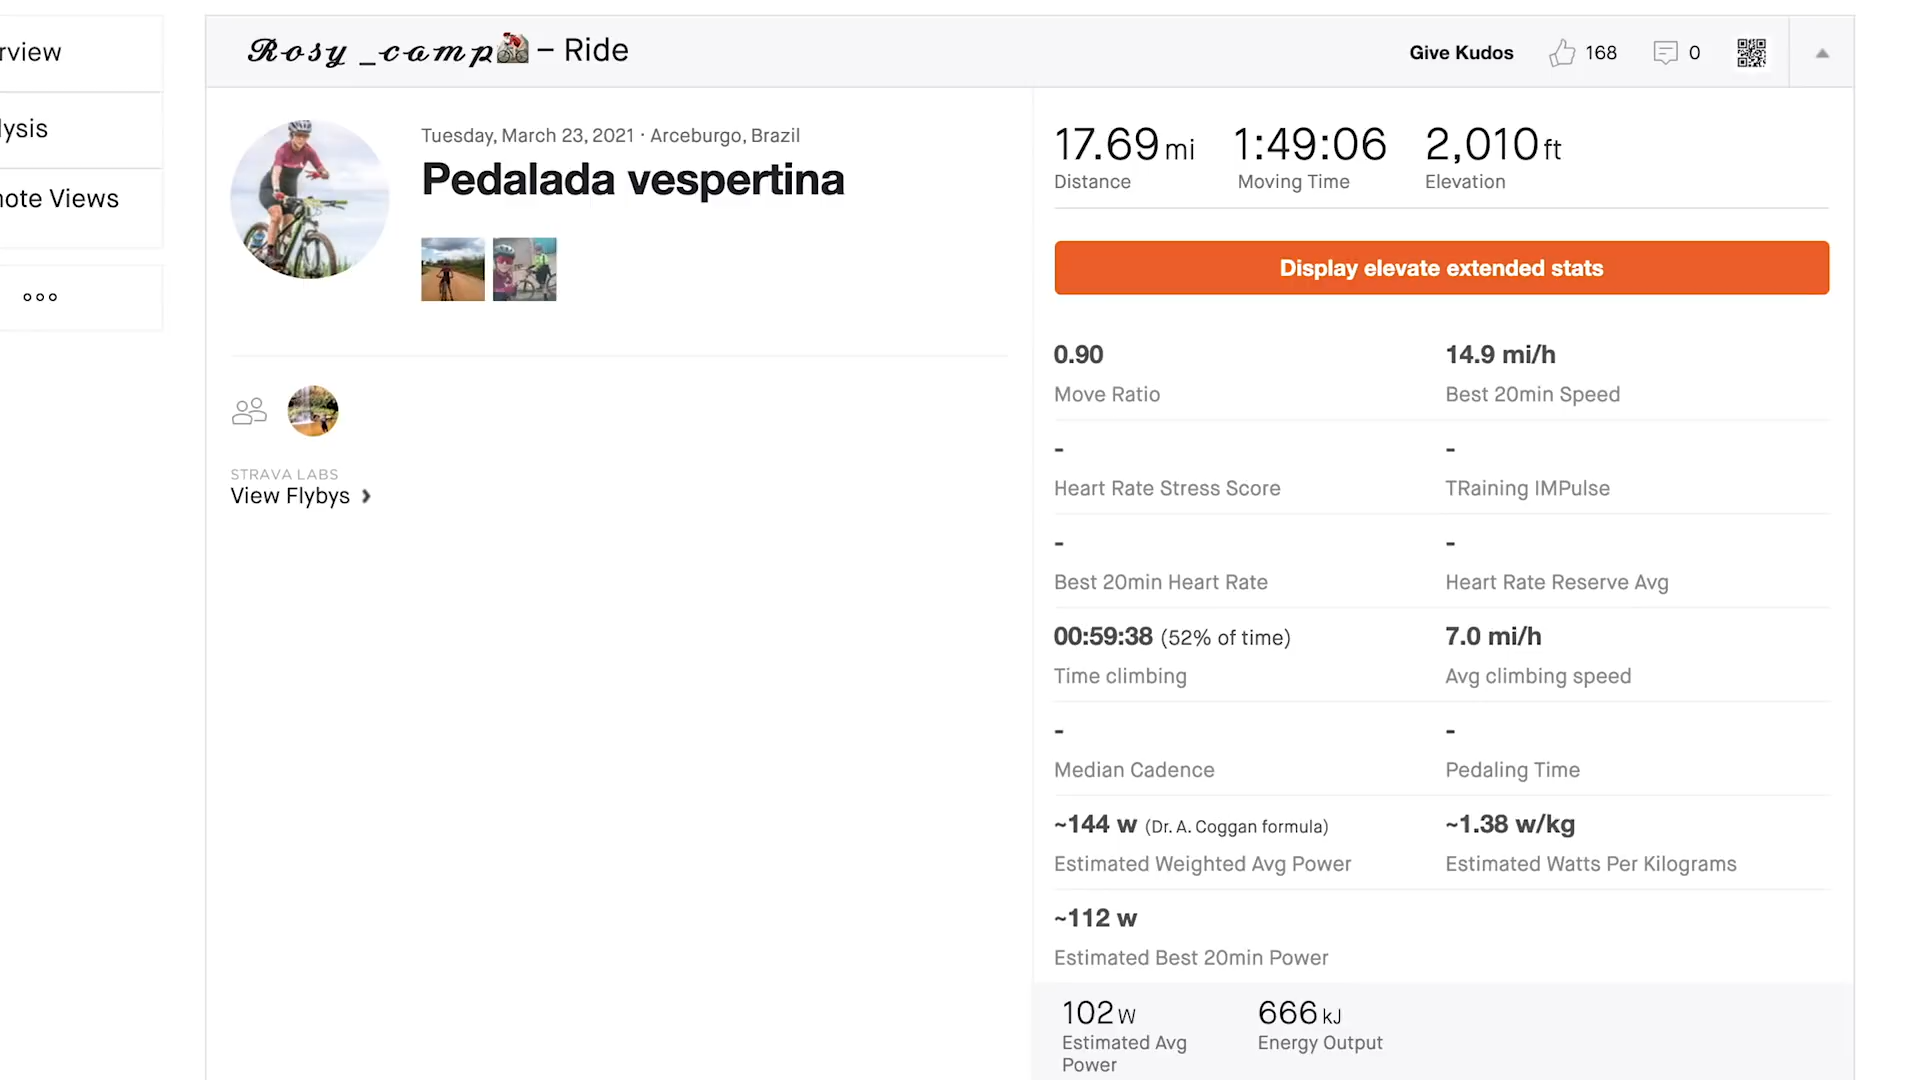 rview
lysis
note Views
𝓡𝓸𝓼𝔂 _𝓬𝓪𝓶𝓹🚵🏻 – Ride
Give Kudos 168 0
Tuesday, March 23, 2021 · Arceburgo, Brazil
Pedalada vespertina
STRAVA LABS
View Flybys
17.69 mi 1:49:06 2,010 ft
Distance Moving Time Elevation
Display elevate extended stats
0.90 14.9 mi/h
Move Ratio Best 20min Speed
- -
Heart Rate Stress Score TRaining IMPulse
- -
Best 20min Heart Rate Heart Rate Reserve Avg
00:59:38 (52% of time) 7.0 mi/h
Time climbing Avg climbing speed
- -
Median Cadence Pedaling Time
~144 w (Dr. A. Coggan formula) ~1.38 w/kg
Estimated Weighted Avg Power Estimated Watts Per Kilograms
~112 w
Estimated Best 20min Power
102 W 666 kJ
Estimated Avg Energy Output
Power